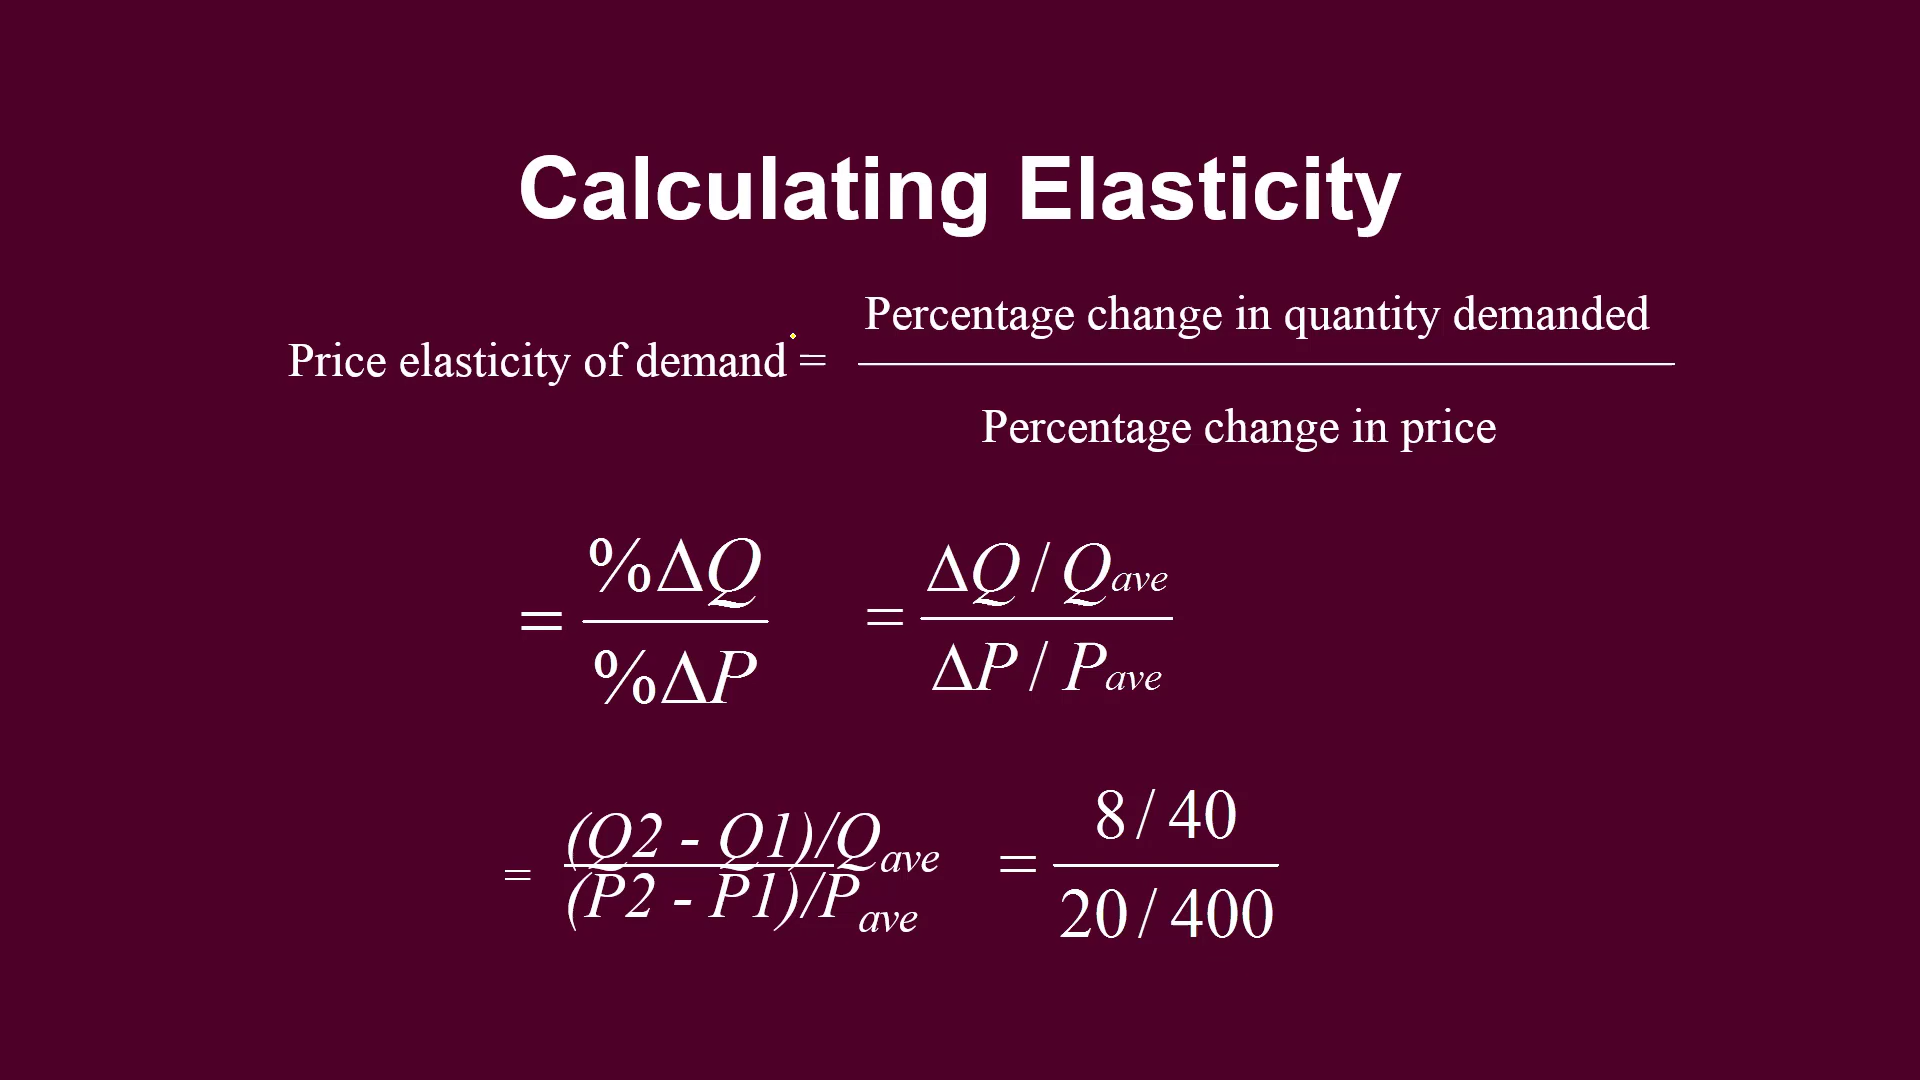 Calculating Elasticity
Price elasticity of demand =
Percentage change in quantity demanded
Percentage change in price
= %ΔQ
%ΔP
= ΔQ / Qave
ΔP / Pave
= (Q2 - Q1)/Qave
(P2 - P1)/Pave
= 8 / 40
20 / 400